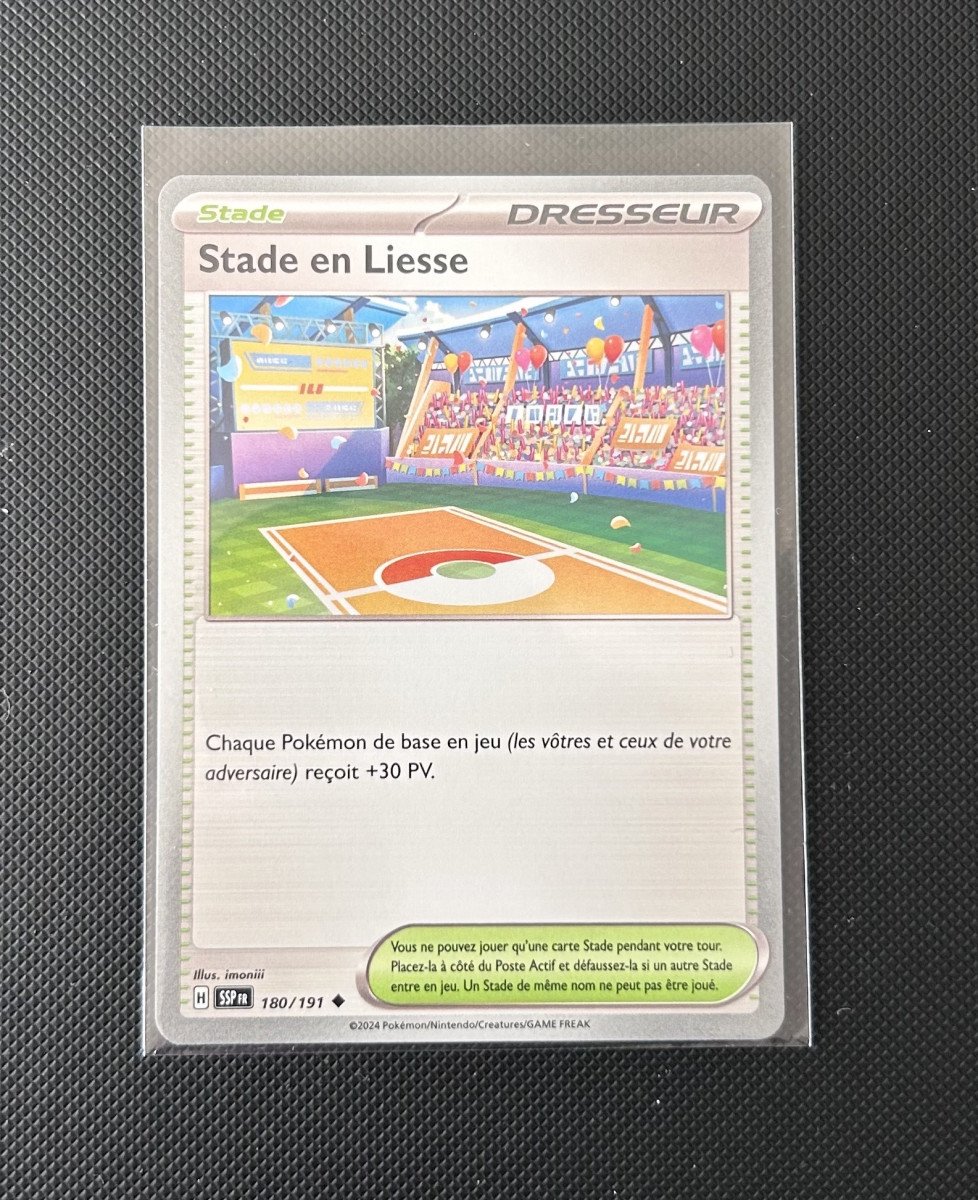 Stade
DRESSEUR
Stade en Liesse
Chaque Pokémon de base en jeu (les vôtres et ceux de votre
adversaire) reçoit +30 PV.
Vous ne pouvez jouer qu'une carte Stade pendant votre tour.
Placez-la à côté du Poste Actif et défaussez-la si un autre Stade
entre en jeu. Un Stade de même nom ne peut pas être joué.
Illus. imoniii
H SSP FR 180/191
©2024 Pokémon/Nintendo/Creatures/GAME FREAK